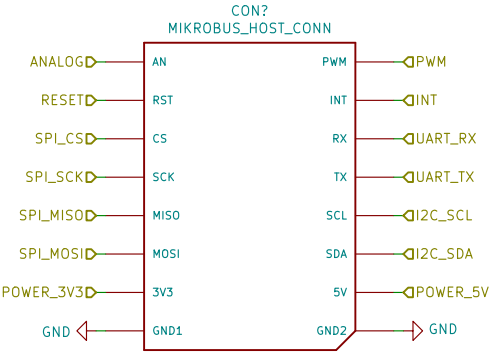 CON?
MIKROBUS_HOST_CONN
ANALOG AN PWM PWM
RESET RST INT INT
SPI_CS CS RX UART_RX
SPI_SCK SCK TX UART_TX
SPI_MISO MISO SCL I2C_SCL
SPI_MOSI MOSI SDA I2C_SDA
POWER_3V3 3V3 5V POWER_5V
GND GND1 GND2 GND